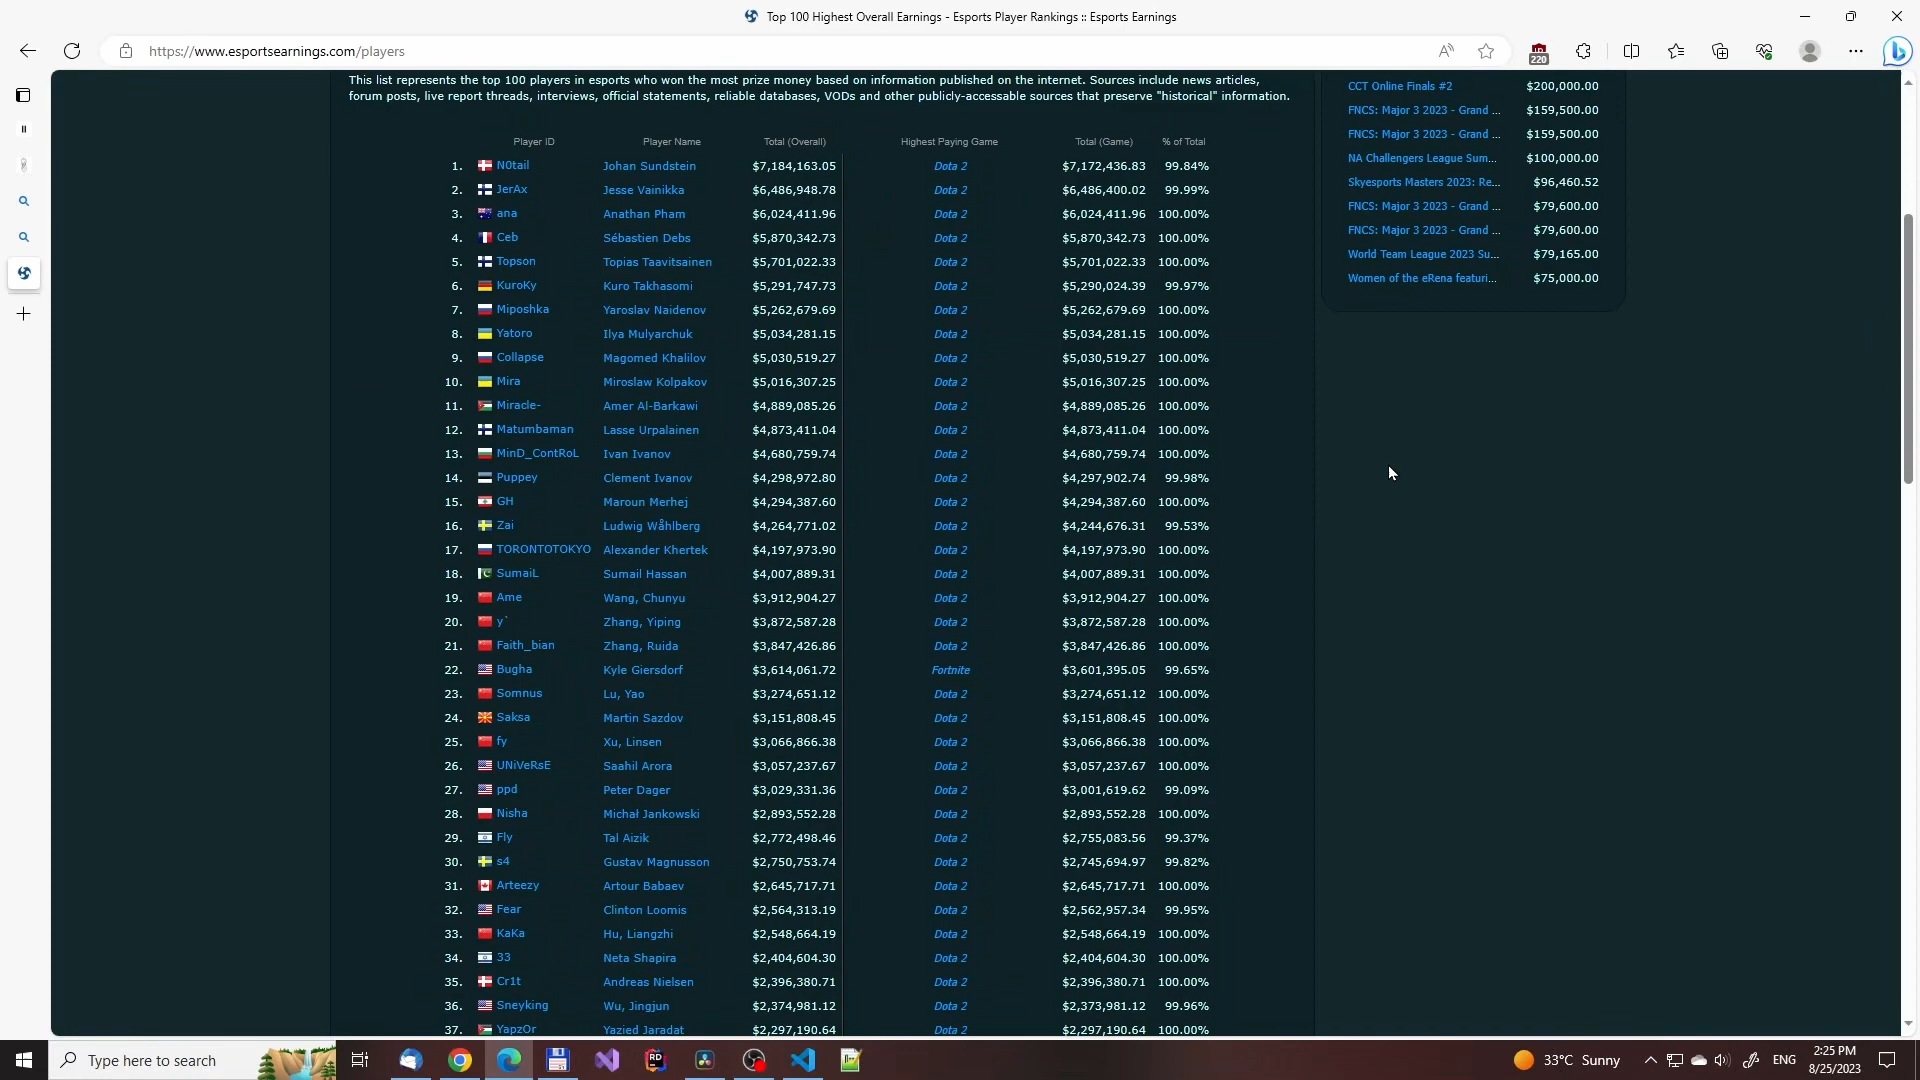 Top 100 Highest Overall Earnings - Esports Player Rankings :: Esports Earnings
https://www.esportsearnings.com/players
220
This list represents the top 100 players in esports who won the most prize money based on information published on the internet. Sources include news articles,
forum posts, live report threads, interviews, official statements, reliable databases, VODs and other publicly-accessable sources that preserve "historical" information.
Player ID Player Name Total (Overall) Highest Paying Game Total (Game) % of Total
1. N0tail Johan Sundstein $7,184,163.05 Dota 2 $7,172,436.83 99.84%
2. JerAx Jesse Vainikka $6,486,948.78 Dota 2 $6,486,400.02 99.99%
3. ana Anathan Pham $6,024,411.96 Dota 2 $6,024,411.96 100.00%
4. Ceb Sébastien Debs $5,870,342.73 Dota 2 $5,870,342.73 100.00%
5. Topson Topias Taavitsainen $5,701,022.33 Dota 2 $5,701,022.33 100.00%
6. KuroKy Kuro Takhasomi $5,291,747.73 Dota 2 $5,290,024.39 99.97%
7. Miposhka Yaroslav Naidenov $5,262,679.69 Dota 2 $5,262,679.69 100.00%
8. Yatoro Ilya Mulyarchuk $5,034,281.15 Dota 2 $5,034,281.15 100.00%
9. Collapse Magomed Khalilov $5,030,519.27 Dota 2 $5,030,519.27 100.00%
10. Mira Miroslaw Kolpakov $5,016,307.25 Dota 2 $5,016,307.25 100.00%
11. Miracle- Amer Al-Barkawi $4,889,085.26 Dota 2 $4,889,085.26 100.00%
12. Matumbaman Lasse Urpalainen $4,873,411.04 Dota 2 $4,873,411.04 100.00%
13. MinD_ContRoL Ivan Ivanov $4,680,759.74 Dota 2 $4,680,759.74 100.00%
14. Puppey Clement Ivanov $4,298,972.80 Dota 2 $4,297,902.74 99.98%
15. GH Maroun Merhej $4,294,387.60 Dota 2 $4,294,387.60 100.00%
16. Zai Ludwig Wåhlberg $4,264,771.02 Dota 2 $4,244,676.31 99.53%
17. TORONTOTOKYO Alexander Khertek $4,197,973.90 Dota 2 $4,197,973.90 100.00%
18. SumaiL Sumail Hassan $4,007,889.31 Dota 2 $4,007,889.31 100.00%
19. Ame Wang, Chunyu $3,912,904.27 Dota 2 $3,912,904.27 100.00%
20. y` Zhang, Yiping $3,872,587.28 Dota 2 $3,872,587.28 100.00%
21. Faith_bian Zhang, Ruida $3,847,426.86 Dota 2 $3,847,426.86 100.00%
22. Bugha Kyle Giersdorf $3,614,061.72 Fortnite $3,601,395.05 99.65%
23. Somnus Lu, Yao $3,274,651.12 Dota 2 $3,274,651.12 100.00%
24. Saksa Martin Sazdov $3,151,808.45 Dota 2 $3,151,808.45 100.00%
25. fy Xu, Linsen $3,066,866.38 Dota 2 $3,066,866.38 100.00%
26. UNiVeRsE Saahil Arora $3,057,237.67 Dota 2 $3,057,237.67 100.00%
27. ppd Peter Dager $3,029,331.36 Dota 2 $3,001,619.62 99.09%
28. Nisha Michał Jankowski $2,893,552.28 Dota 2 $2,893,552.28 100.00%
29. Fly Tal Aizik $2,772,498.46 Dota 2 $2,755,083.56 99.37%
30. s4 Gustav Magnusson $2,750,753.74 Dota 2 $2,745,694.97 99.82%
31. Arteezy Artour Babaev $2,645,717.71 Dota 2 $2,645,717.71 100.00%
32. Fear Clinton Loomis $2,564,313.19 Dota 2 $2,562,957.34 99.95%
33. KaKa Hu, Liangzhi $2,548,664.19 Dota 2 $2,548,664.19 100.00%
34. 33 Neta Shapira $2,404,604.30 Dota 2 $2,404,604.30 100.00%
35. Cr1t Andreas Nielsen $2,396,380.71 Dota 2 $2,396,380.71 100.00%
36. Sneyking Wu, Jingjun $2,374,981.12 Dota 2 $2,373,981.12 99.96%
37. YapzOr Yazied Jaradat $2,297,190.64 Dota 2 $2,297,190.64 100.00%
CCT Online Finals #2 $200,000.00
FNCS: Major 3 2023 - Grand ... $159,500.00
FNCS: Major 3 2023 - Grand ... $159,500.00
NA Challengers League Sum... $100,000.00
Skyesports Masters 2023: Re... $96,460.52
FNCS: Major 3 2023 - Grand ... $79,600.00
FNCS: Major 3 2023 - Grand ... $79,600.00
World Team League 2023 Su... $79,165.00
Women of the eRena featuri... $75,000.00
Type here to search
RD
33°C Sunny
ENG
2:25 PM
8/25/2023